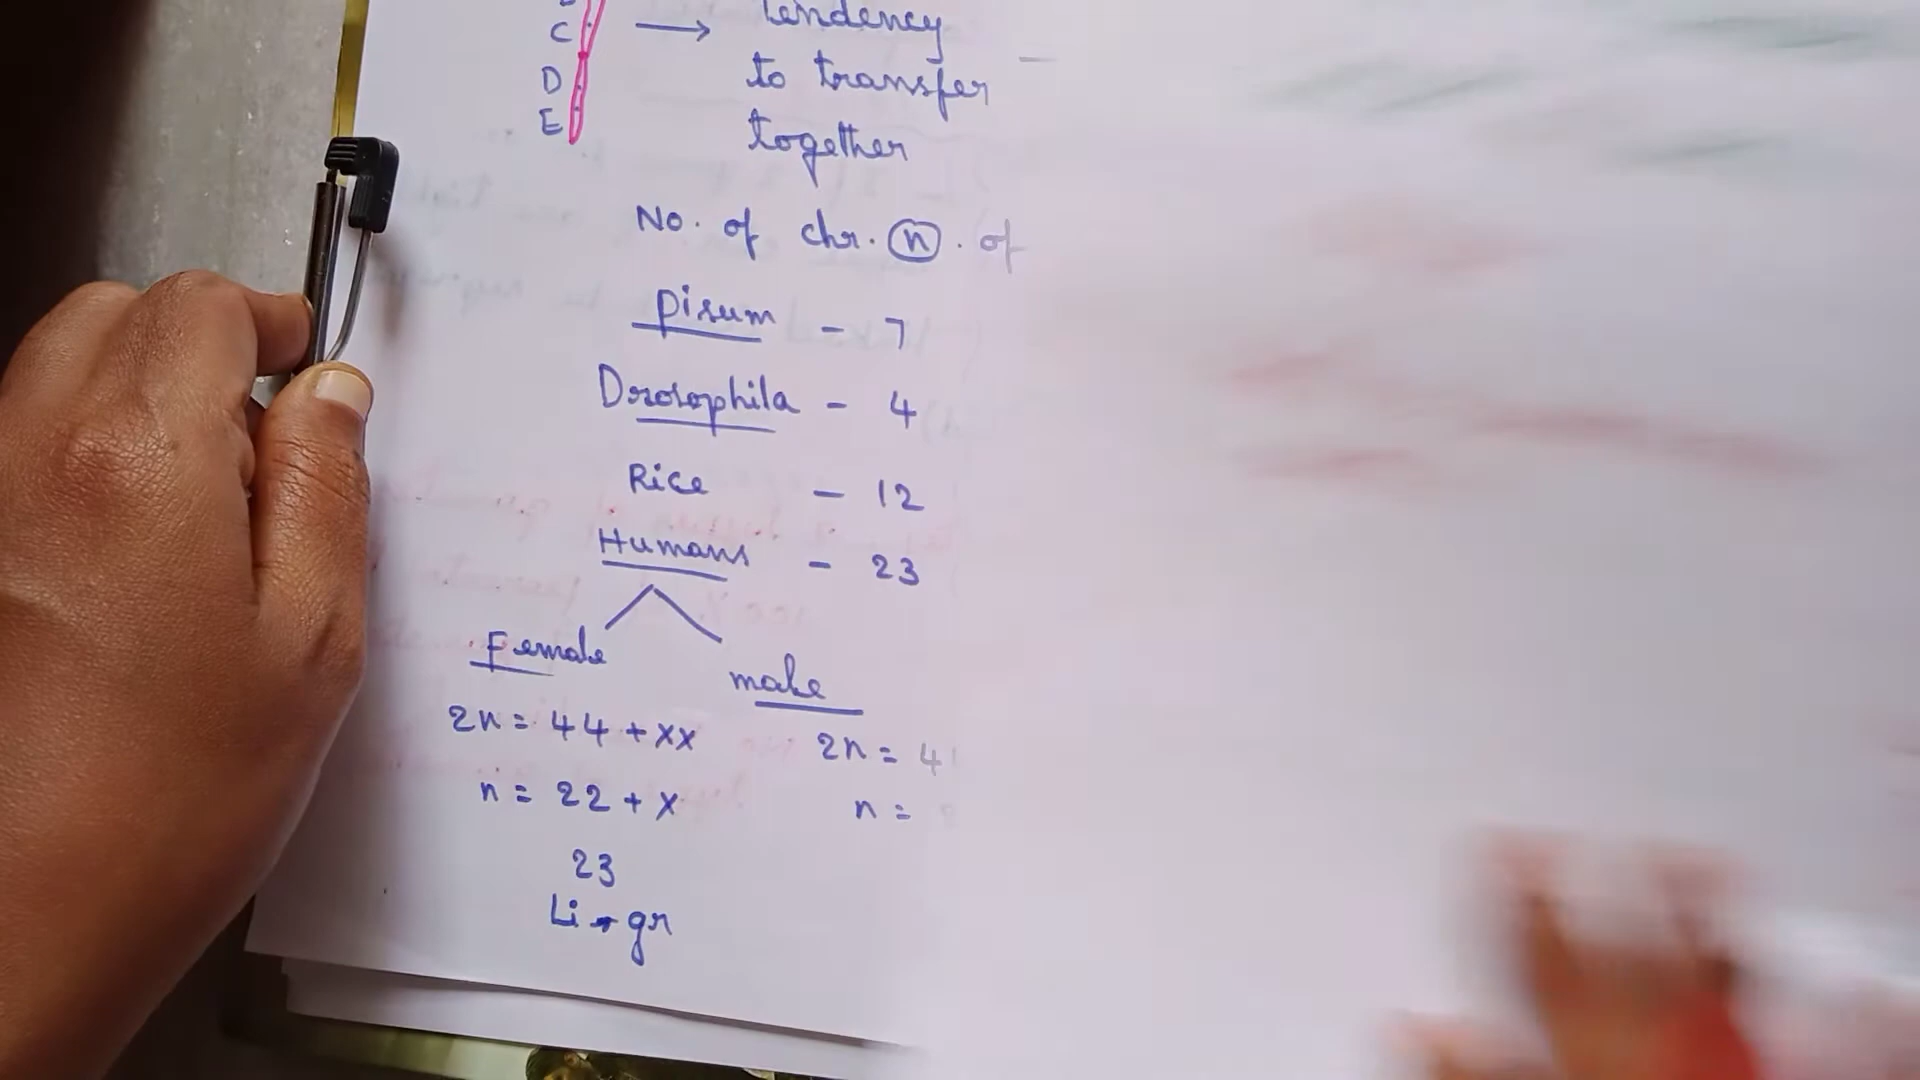 C → tendency
D to transfer
E together
No. of chr. n. of
Pisum - 7
Drosophila - 4
Rice - 12
Humans - 23
Female male
2n = 44 + xx 2n = 4
n = 22 + x n =
23
Li → gr